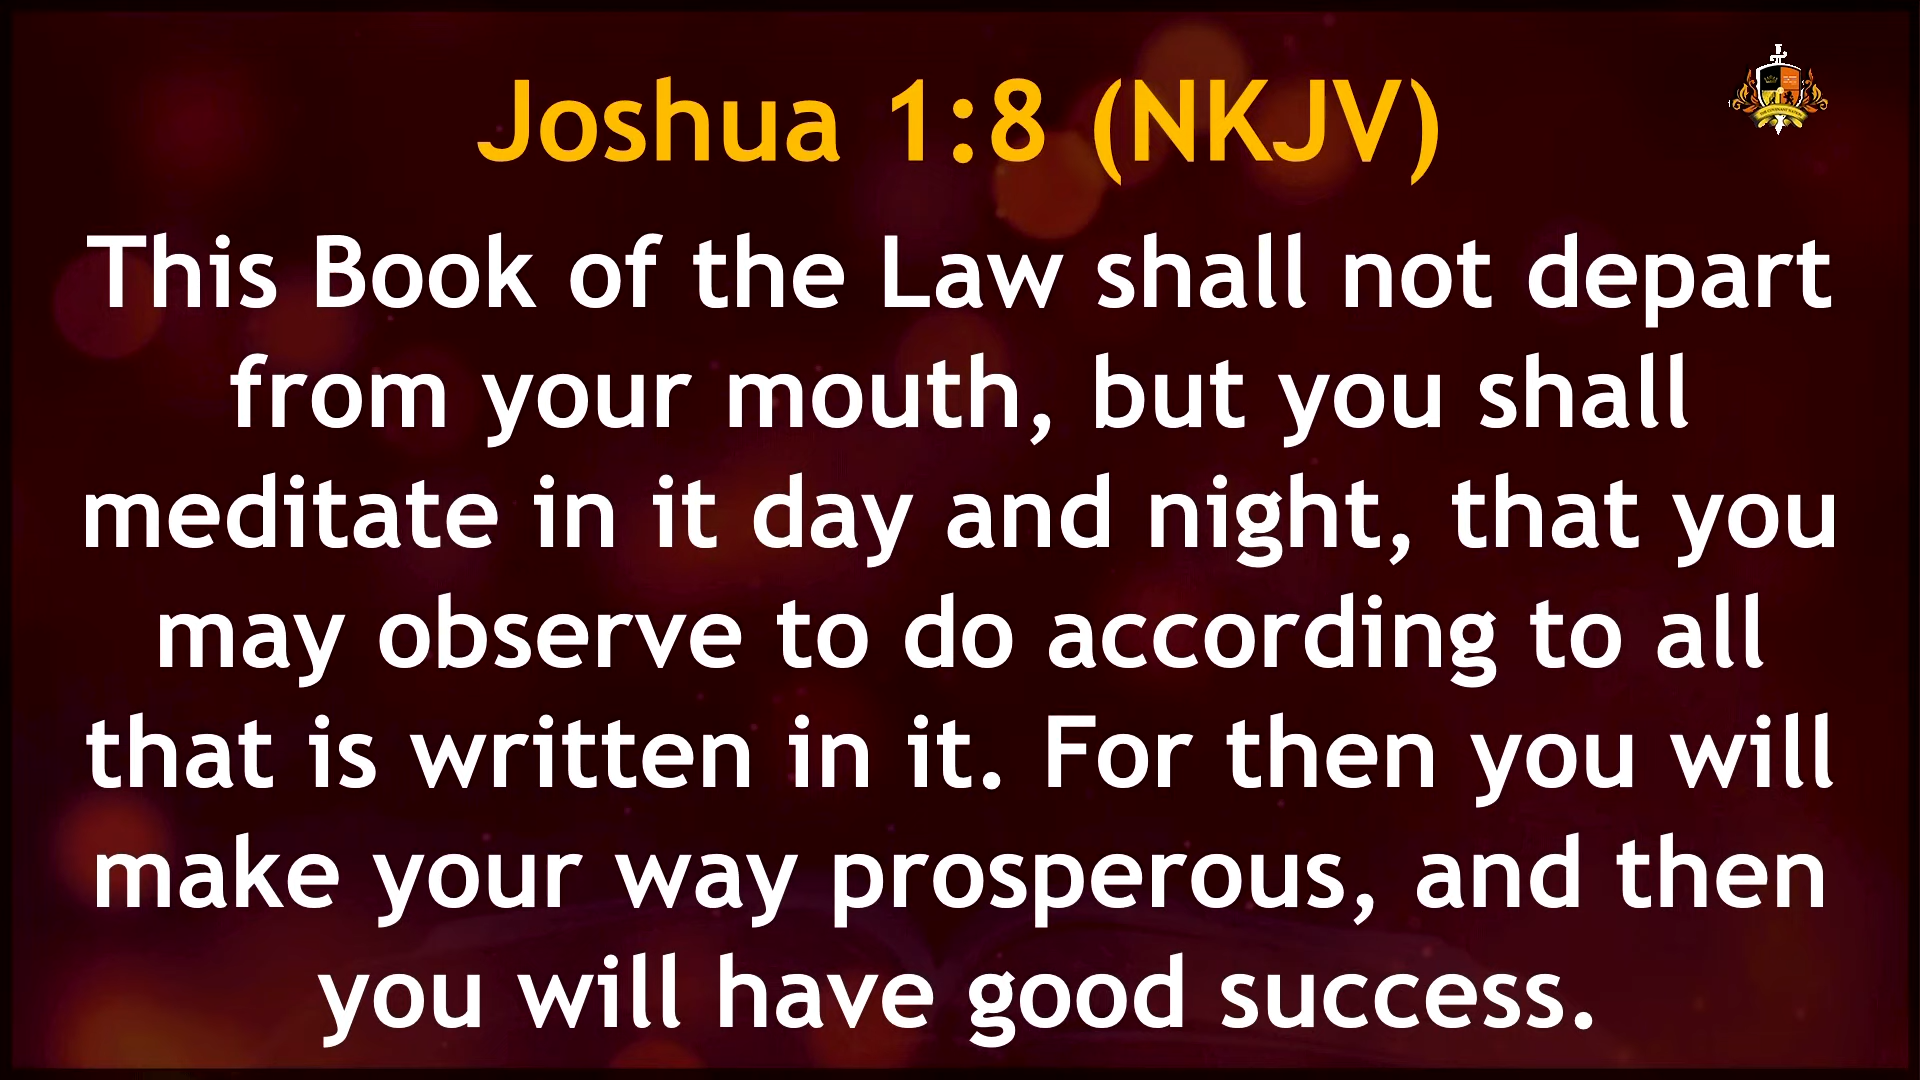 Joshua 1:8 (NKJV)
This Book of the Law shall not depart
from your mouth, but you shall
meditate in it day and night, that you
may observe to do according to all
that is written in it. For then you will
make your way prosperous, and then
you will have good success.